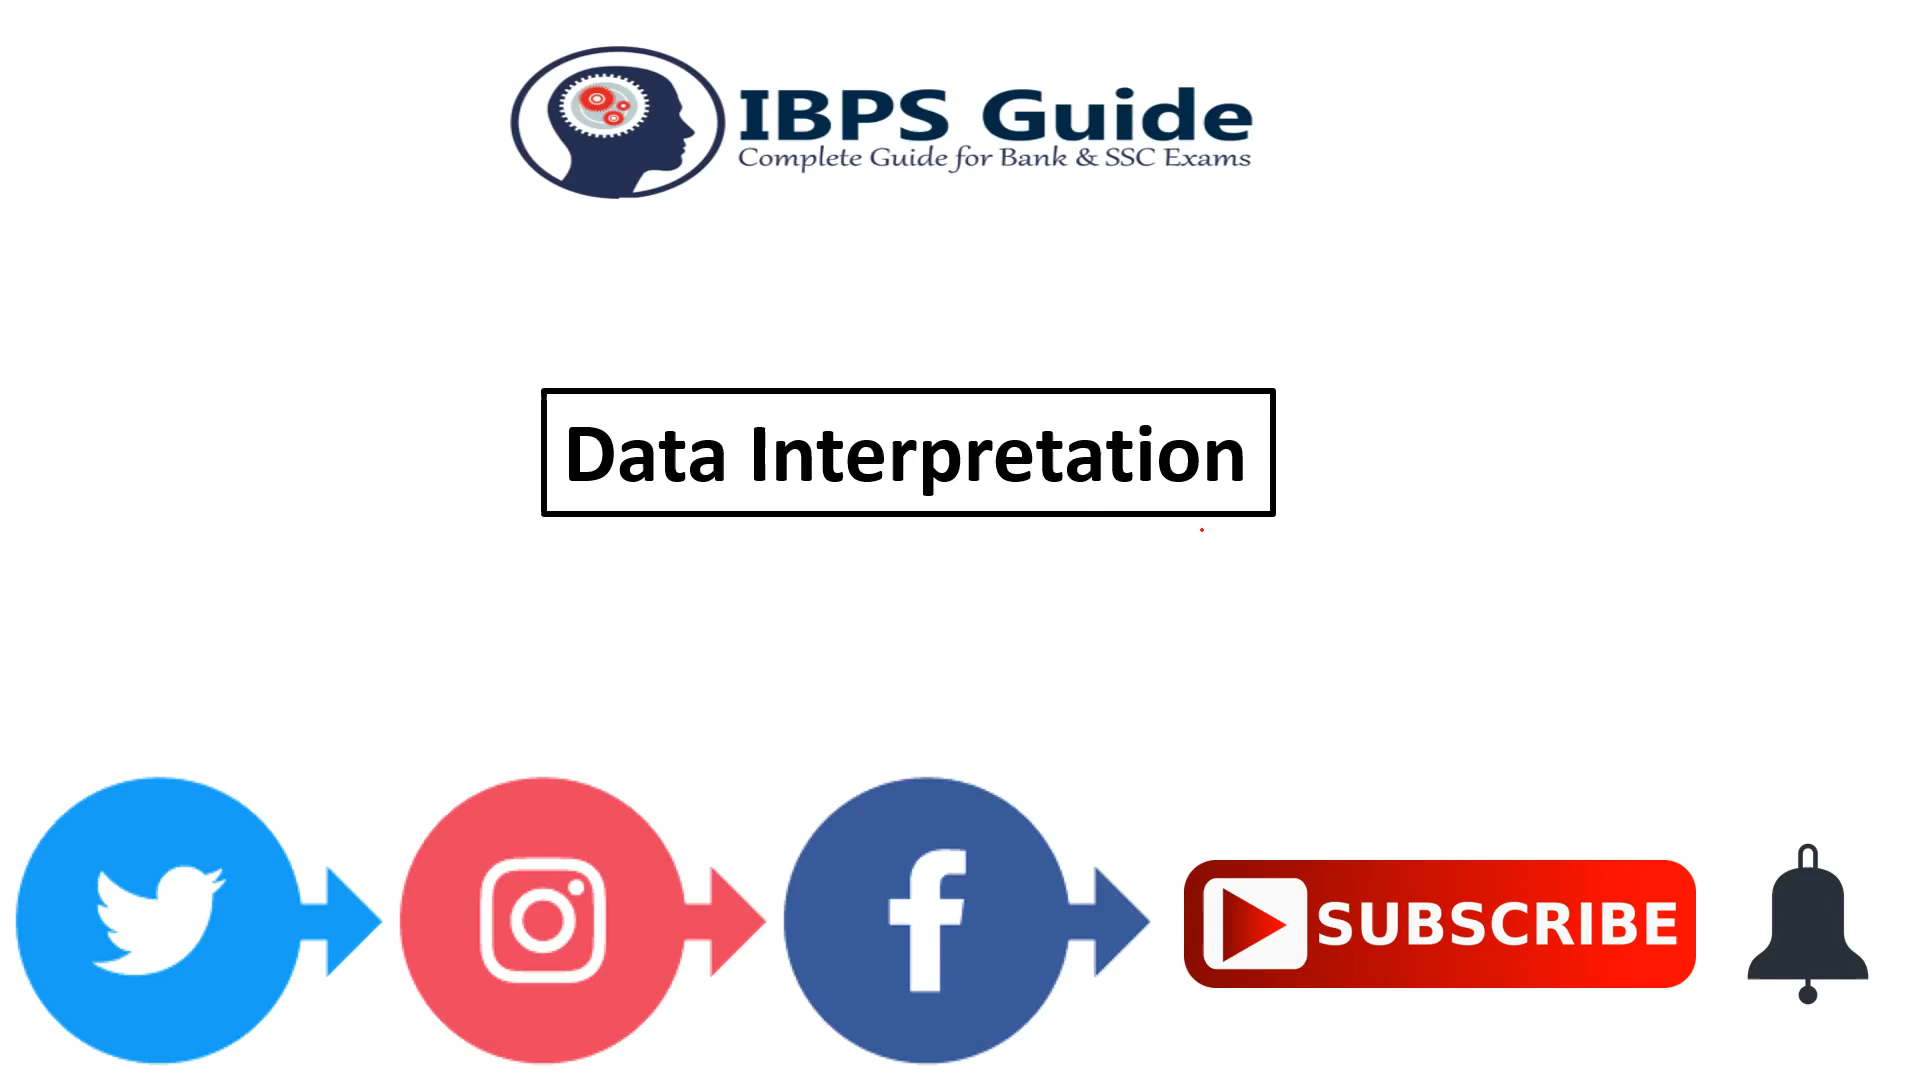 IBPS Guide
Complete Guide for Bank & SSC Exams
Data Interpretation
SUBSCRIBE